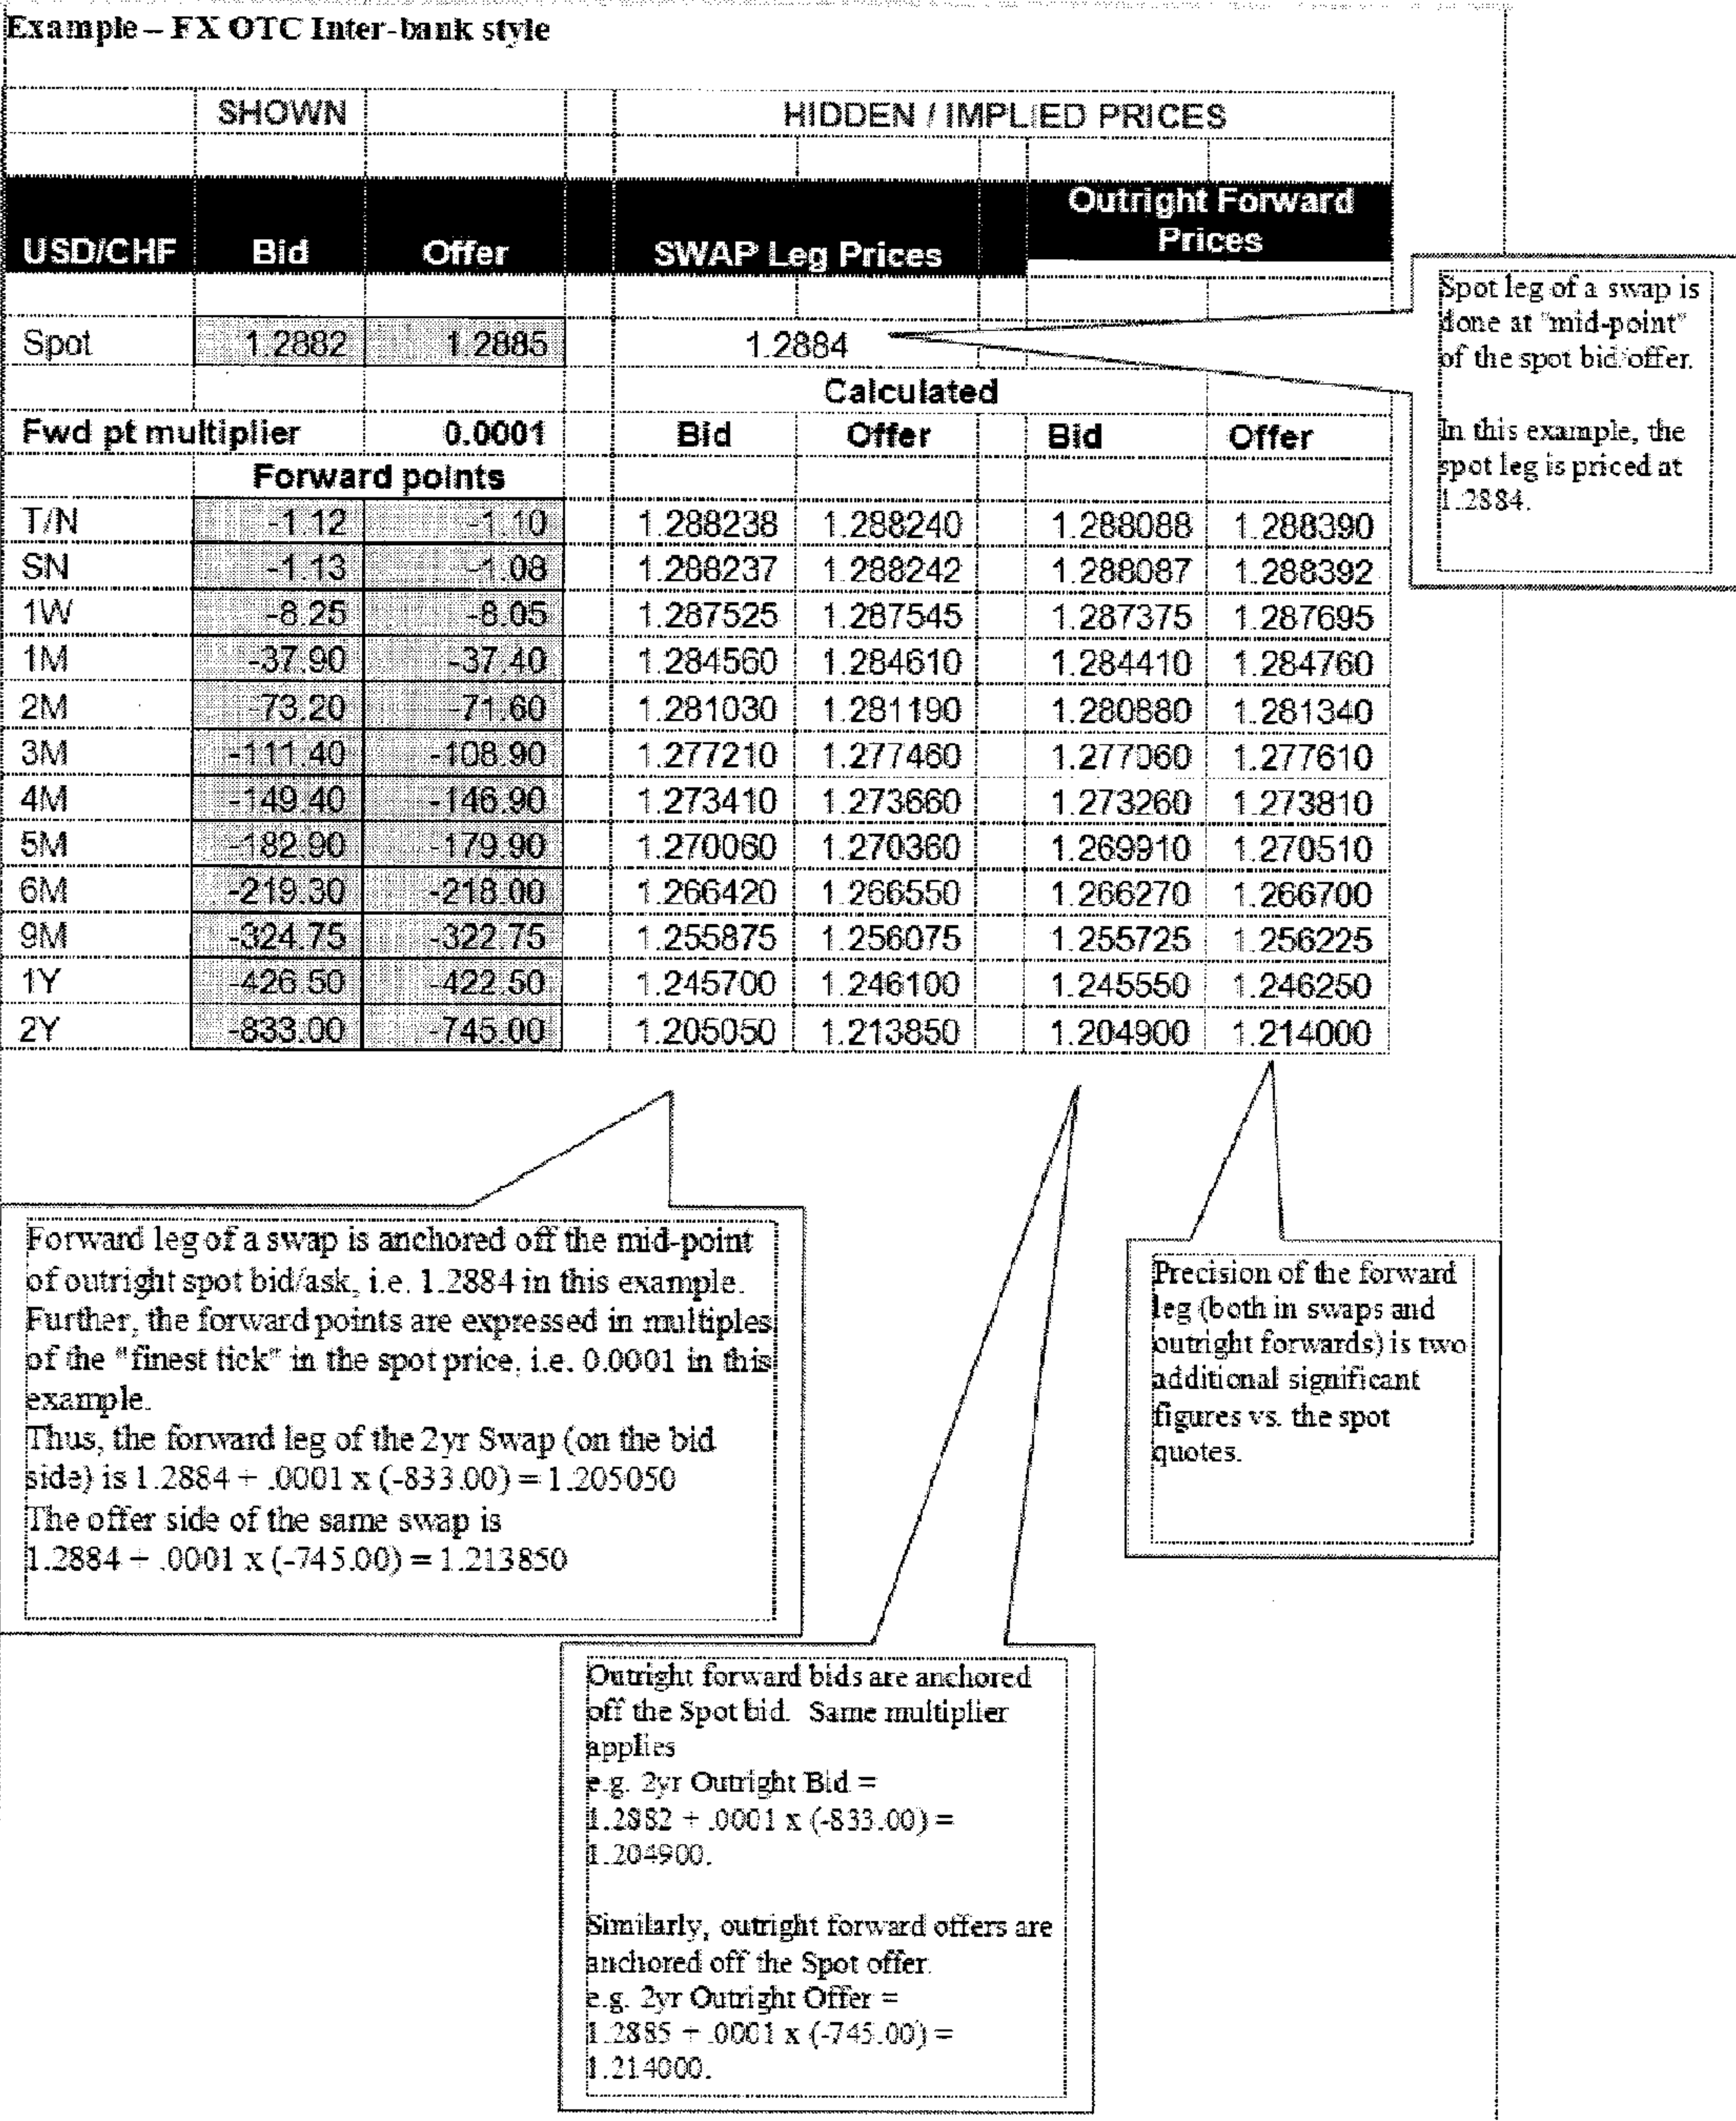 Example – FX OTC Inter-bank style
SHOWN HIDDEN / IMPLIED PRICES
Outright Forward
Prices
USD/CHF Bid Offer SWAP Leg Prices
Spot 1.2882 1.2885 1.2884
Calculated
Fwd pt multiplier 0.0001 Bid Offer Bid Offer
Forward points
T/N -1.12 -1.10 1.288238 1.288240 1.288088 1.288390
SN -1.13 -1.08 1.288237 1.288242 1.288087 1.288392
1W -8.25 -8.05 1.287525 1.287545 1.287375 1.287695
1M -37.90 -37.40 1.284560 1.284610 1.284410 1.284760
2M -73.20 -71.60 1.281030 1.281190 1.280880 1.281340
3M -111.40 -108.90 1.277210 1.277460 1.277060 1.277610
4M -149.40 -146.90 1.273410 1.273660 1.273260 1.273810
5M -182.90 -179.90 1.270060 1.270360 1.269910 1.270510
6M -219.30 -218.00 1.266420 1.266550 1.266270 1.266700
9M -324.75 -322.75 1.255875 1.256075 1.255725 1.256225
1Y -426.50 -422.50 1.245700 1.246100 1.245550 1.246250
2Y -833.00 -745.00 1.205050 1.213850 1.204900 1.214000
Spot leg of a swap is
done at "mid-point"
of the spot bid/offer.
In this example, the
spot leg is priced at
1.2884.
Forward leg of a swap is anchored off the mid-point
of outright spot bid/ask, i.e. 1.2884 in this example.
Further, the forward points are expressed in multiples
of the "finest tick" in the spot price, i.e. 0.0001 in this
example.
Thus, the forward leg of the 2yr Swap (on the bid
side) is 1.2884 + .0001 x (-833.00) = 1.205050
The offer side of the same swap is
1.2884 + .0001 x (-745.00) = 1.213850
Precision of the forward
leg (both in swaps and
outright forwards) is two
additional significant
figures vs. the spot
quotes.
Outright forward bids are anchored
off the Spot bid. Same multiplier
applies
e.g. 2yr Outright Bid =
1.2882 + .0001 x (-833.00) =
1.204900.
Similarly, outright forward offers are
anchored off the Spot offer.
e.g. 2yr Outright Offer =
1.2885 + .0001 x (-745.00) =
1.214000.